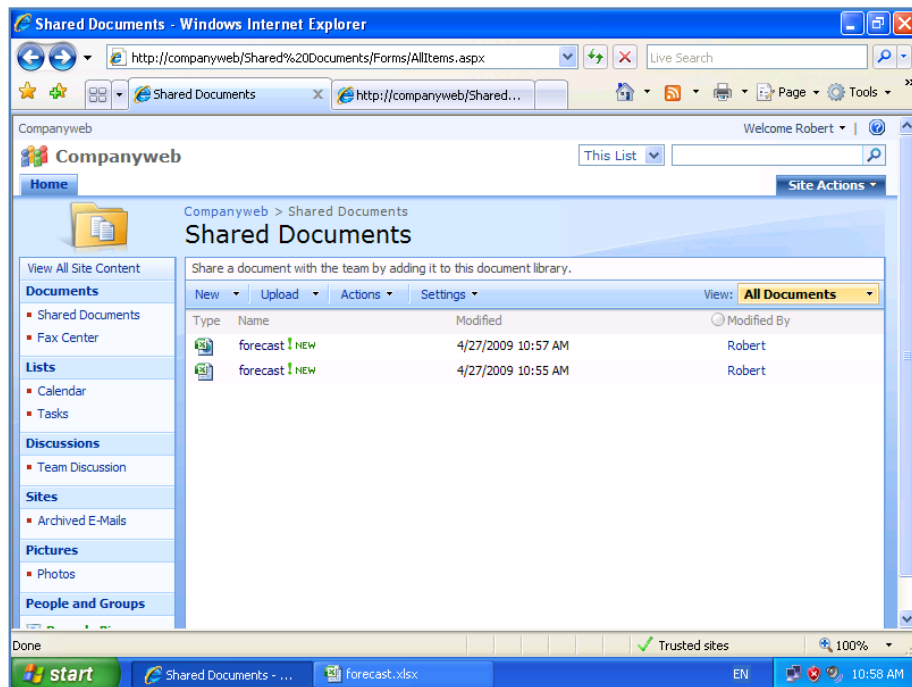 Shared Documents - Windows Internet Explorer
http://companyweb/Shared%20Documents/Forms/AllItems.aspx
Live Search
Shared Documents
http://companyweb/Shared...
Page
Tools
Companyweb
Welcome Robert
Companyweb
This List
Home
Site Actions
Companyweb > Shared Documents
Shared Documents
View All Site Content
Documents
Shared Documents
Fax Center
Lists
Calendar
Tasks
Discussions
Team Discussion
Sites
Archived E-Mails
Pictures
Photos
People and Groups
Share a document with the team by adding it to this document library.
New Upload Actions Settings View: All Documents
Type Name Modified Modified By
forecast ! NEW 4/27/2009 10:57 AM Robert
forecast ! NEW 4/27/2009 10:55 AM Robert
Done
Trusted sites
100%
start
Shared Documents - ...
forecast.xlsx
EN
10:58 AM